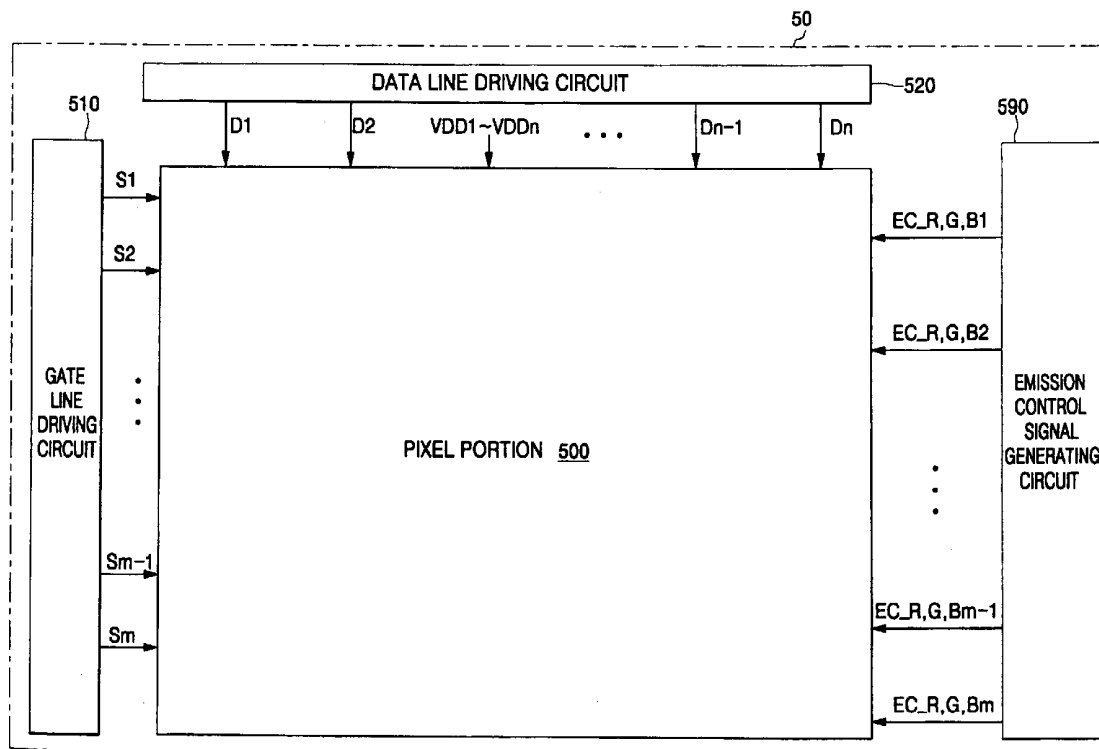 50
DATA LINE DRIVING CIRCUIT
520
510
D1
D2
VDD1~VDDn
Dn-1
Dn
590
S1
S2
Sm-1
Sm
GATE
LINE
DRIVING
CIRCUIT
PIXEL PORTION 500
EC_R,G,B1
EC_R,G,B2
EC_R,G,Bm-1
EC_R,G,Bm
EMISSION
CONTROL
SIGNAL
GENERATING
CIRCUIT